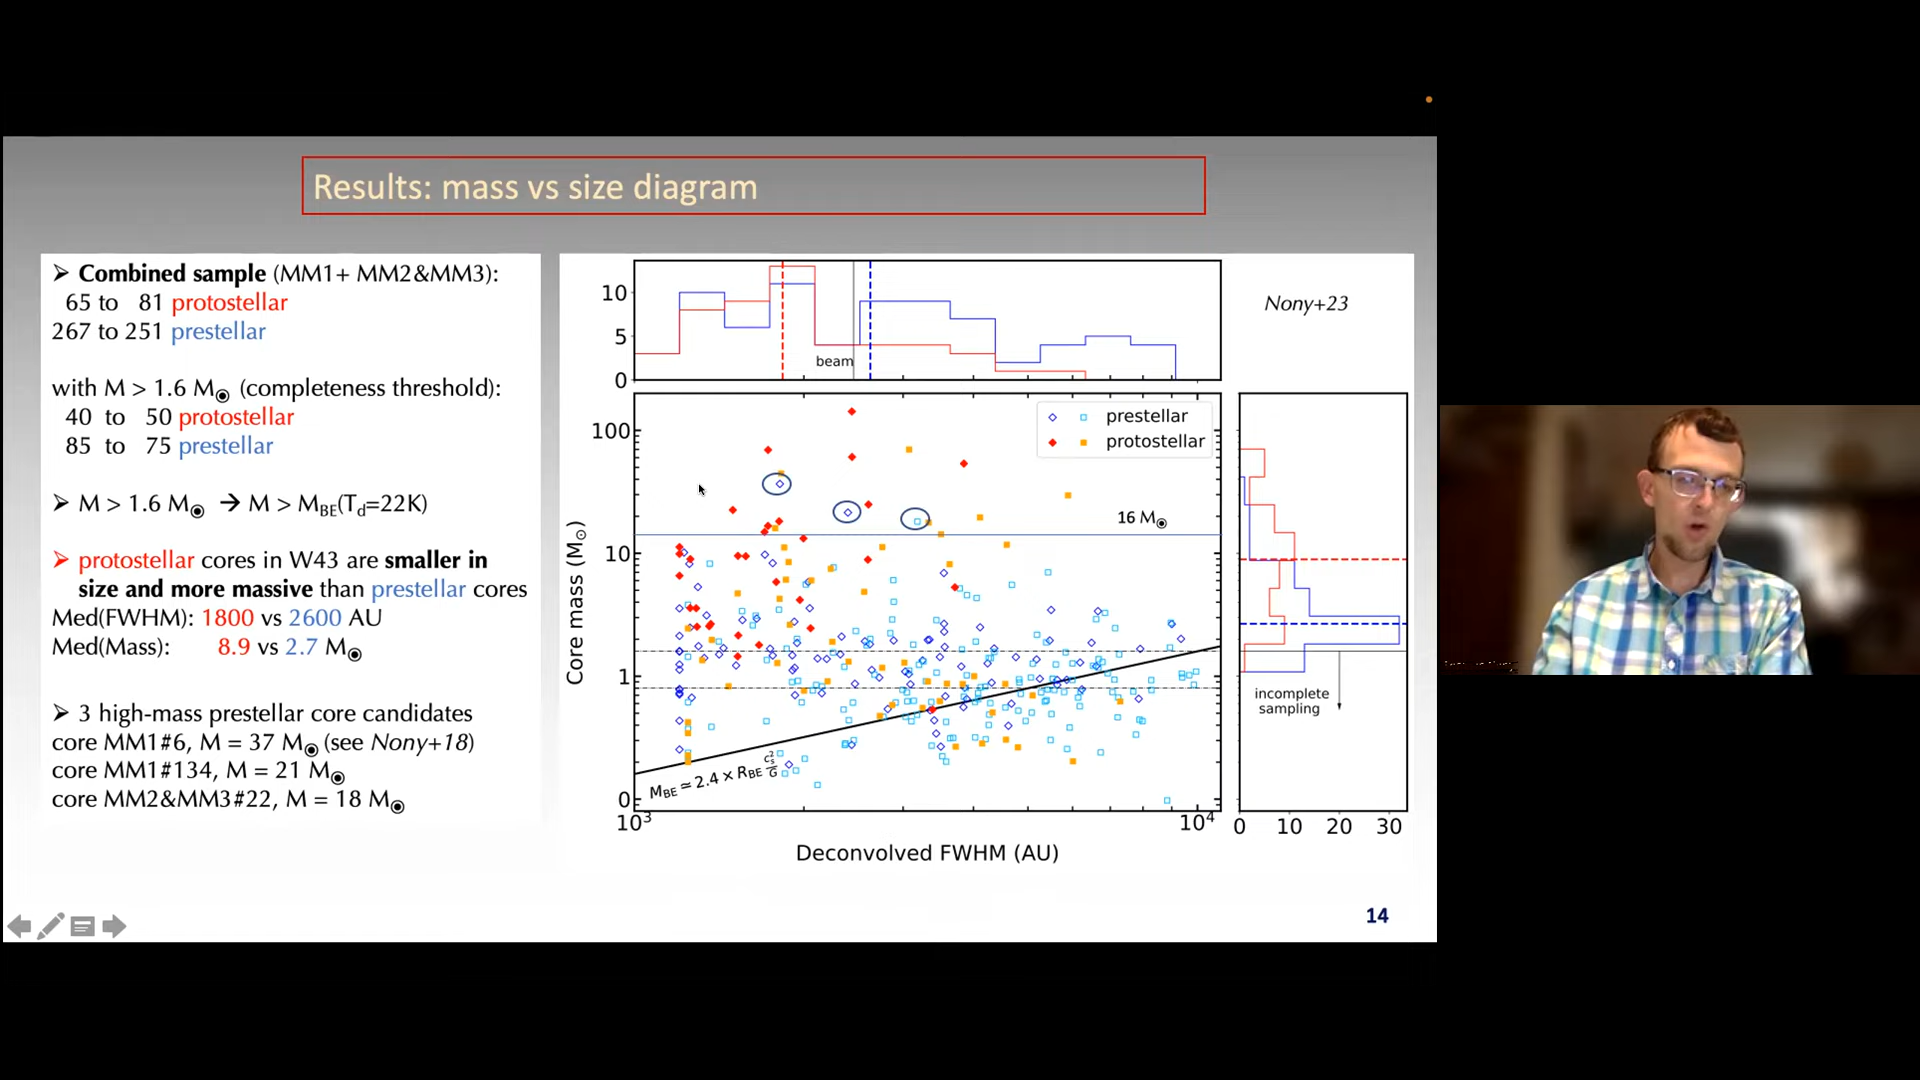 Results: mass vs size diagram
➢ Combined sample (MM1+ MM2&MM3):
65 to 81 protostellar
267 to 251 prestellar
with M > 1.6 M☉ (completeness threshold):
40 to 50 protostellar
85 to 75 prestellar
➢ M > 1.6 M☉ → M > M_BE(T_d=22K)
➢ protostellar cores in W43 are smaller in
size and more massive than prestellar cores
Med(FWHM): 1800 vs 2600 AU
Med(Mass): 8.9 vs 2.7 M☉
➢ 3 high-mass prestellar core candidates
core MM1#6, M = 37 M☉ (see Nony+18)
core MM1#134, M = 21 M☉
core MM2&MM3#22, M = 18 M☉
10
5
0
beam
Nony+23
prestellar
protostellar
100
10
1
0
Core mass (M☉)
16 M☉
M_BE ≃ 2.4 × R_BE c_s²/G
10³
10⁴
Deconvolved FWHM (AU)
incomplete
sampling
0 10 20 30
14